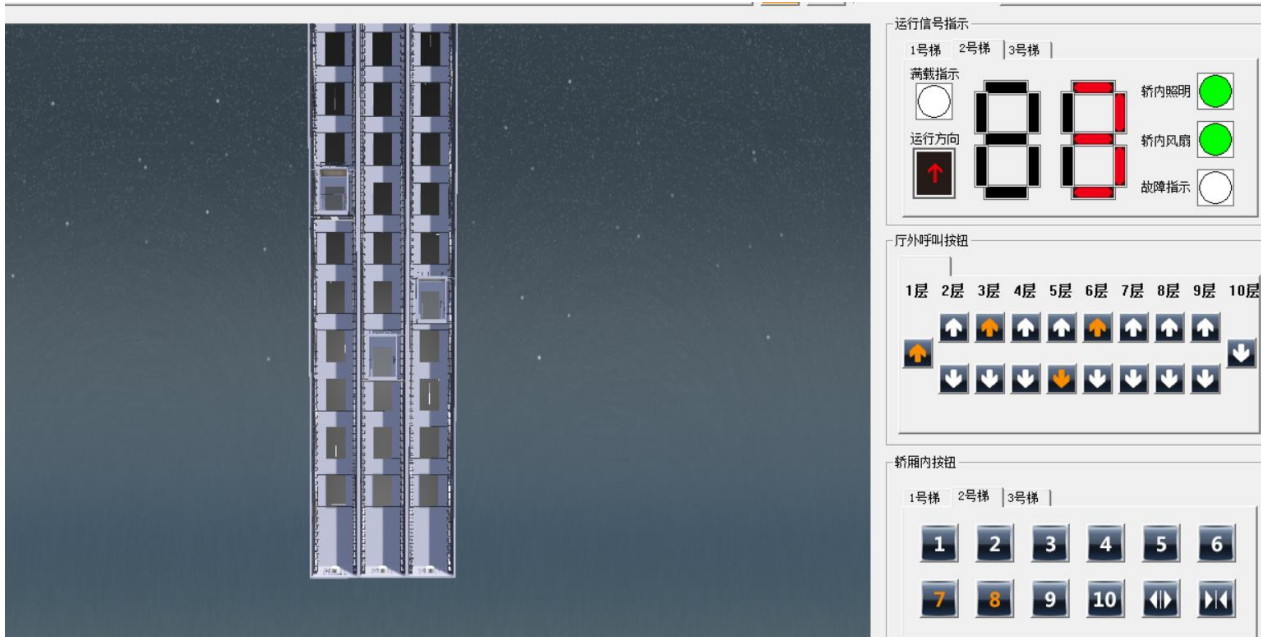 运行信号指示
1号梯 2号梯 3号梯
满载指示
轿内照明
运行方向
轿内风扇
故障指示
3
厅外呼叫按钮
1层 2层 3层 4层 5层 6层 7层 8层 9层 10层
轿厢内按钮
1号梯 2号梯 3号梯
1 2 3 4 5 6
7 8 9 10